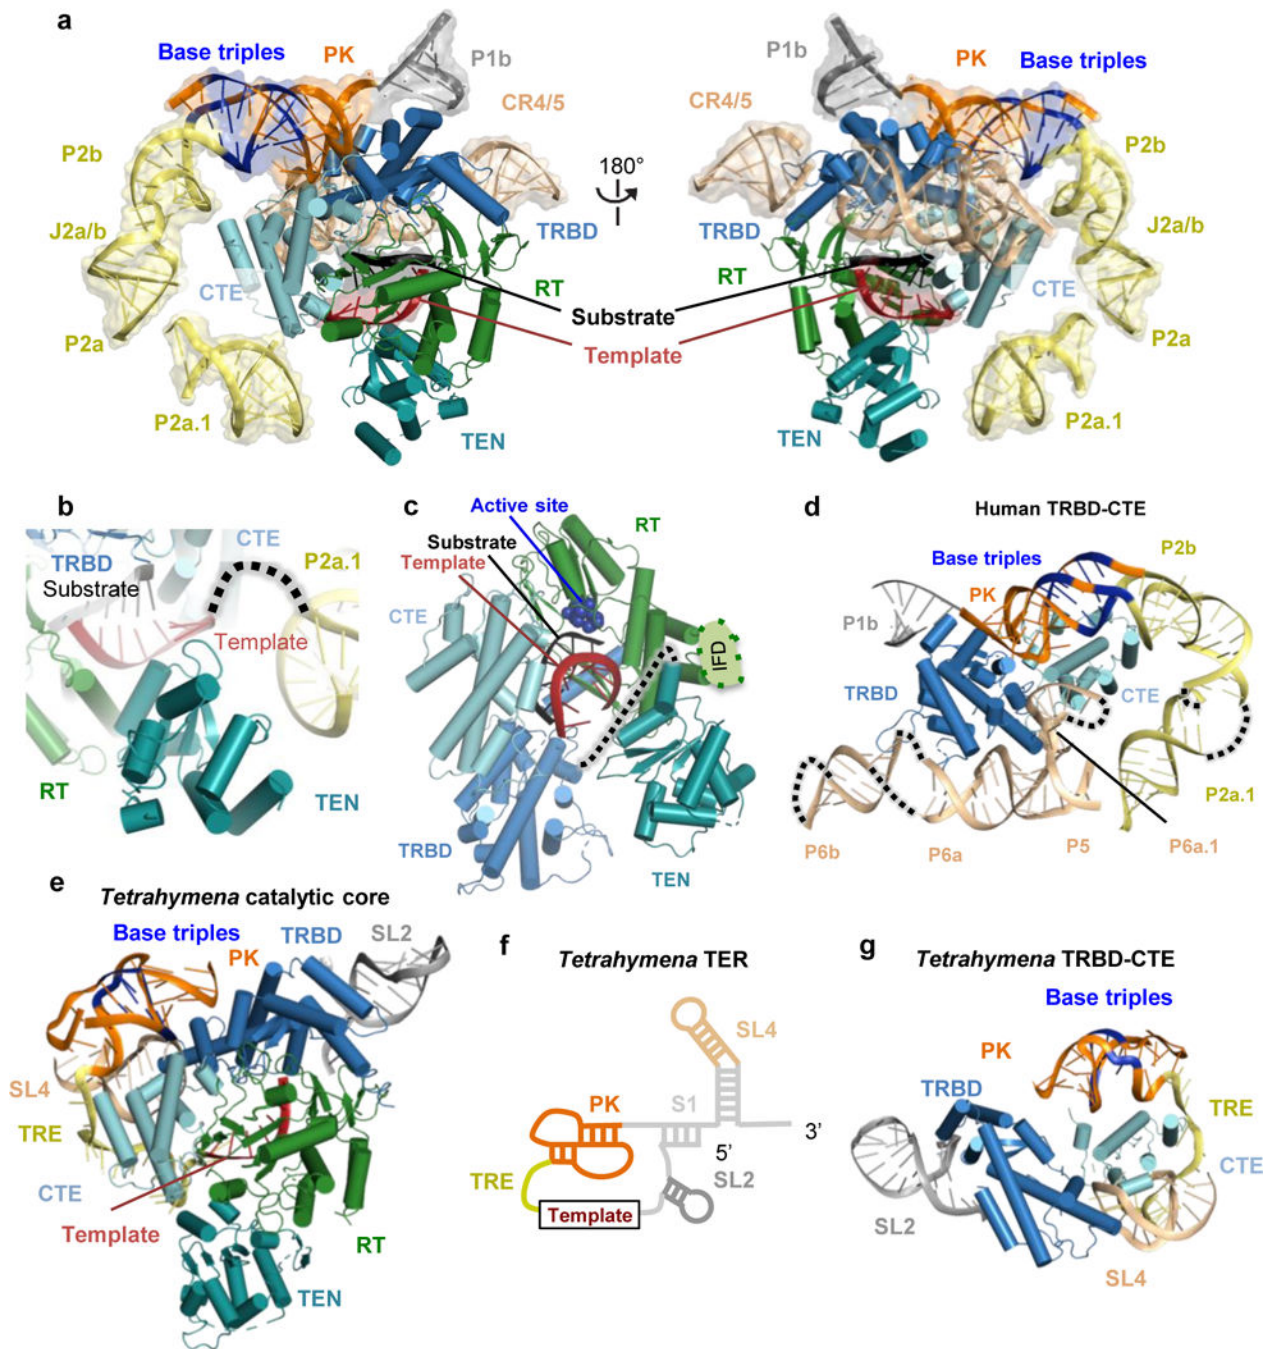 a
Base triples
PK
P1b
CR4/5
P2b
J2a/b
P2a
P2a.1
CTE
TRBD
RT
TEN
180°
Substrate
Template
P1b
PK
Base triples
CR4/5
P2b
J2a/b
TRBD
RT
CTE
P2a
P2a.1
TEN
b
CTE
TRBD
P2a.1
Substrate
Template
RT
TEN
c
Active site
RT
Substrate
Template
CTE
IFD
TRBD
TEN
d
Human TRBD-CTE
Base triples
P2b
PK
P1b
TRBD
CTE
P2a.1
P6b
P6a
P5
P6a.1
e
Tetrahymena catalytic core
Base triples
TRBD
SL2
PK
SL4
TRE
CTE
Template
RT
TEN
f
Tetrahymena TER
SL4
PK
S1
3’
5’
TRE
SL2
Template
g
Tetrahymena TRBD-CTE
Base triples
PK
TRBD
TRE
CTE
SL2
SL4